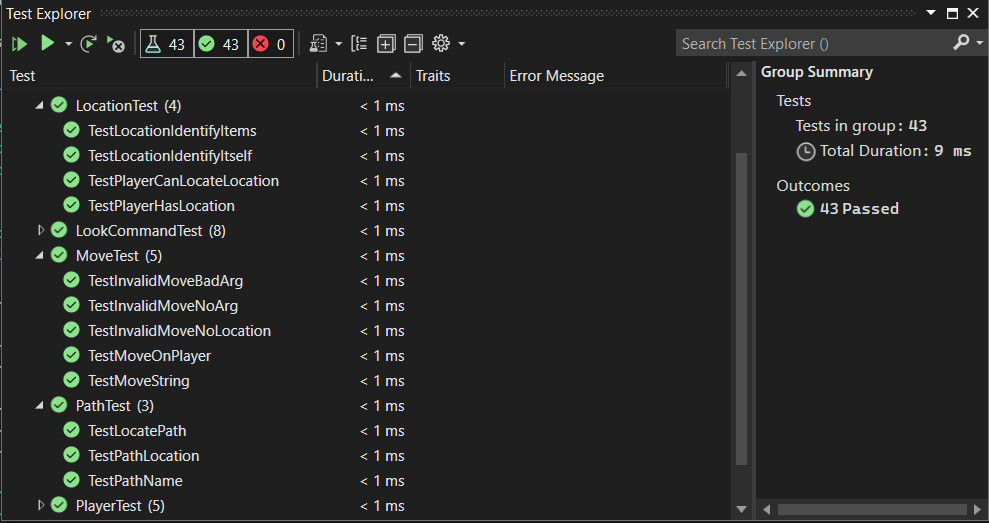 Test Explorer
43 43 0
Search Test Explorer ()
Test Durati... Traits Error Message
LocationTest (4) < 1 ms
TestLocationIdentifyItems < 1 ms
TestLocationIdentifyItself < 1 ms
TestPlayerCanLocateLocation < 1 ms
TestPlayerHasLocation < 1 ms
LookCommandTest (8) < 1 ms
MoveTest (5) < 1 ms
TestInvalidMoveBadArg < 1 ms
TestInvalidMoveNoArg < 1 ms
TestInvalidMoveNoLocation < 1 ms
TestMoveOnPlayer < 1 ms
TestMoveString < 1 ms
PathTest (3) < 1 ms
TestLocatePath < 1 ms
TestPathLocation < 1 ms
TestPathName < 1 ms
PlayerTest (5) < 1 ms
Group Summary
Tests
Tests in group: 43
Total Duration: 9 ms
Outcomes
43 Passed